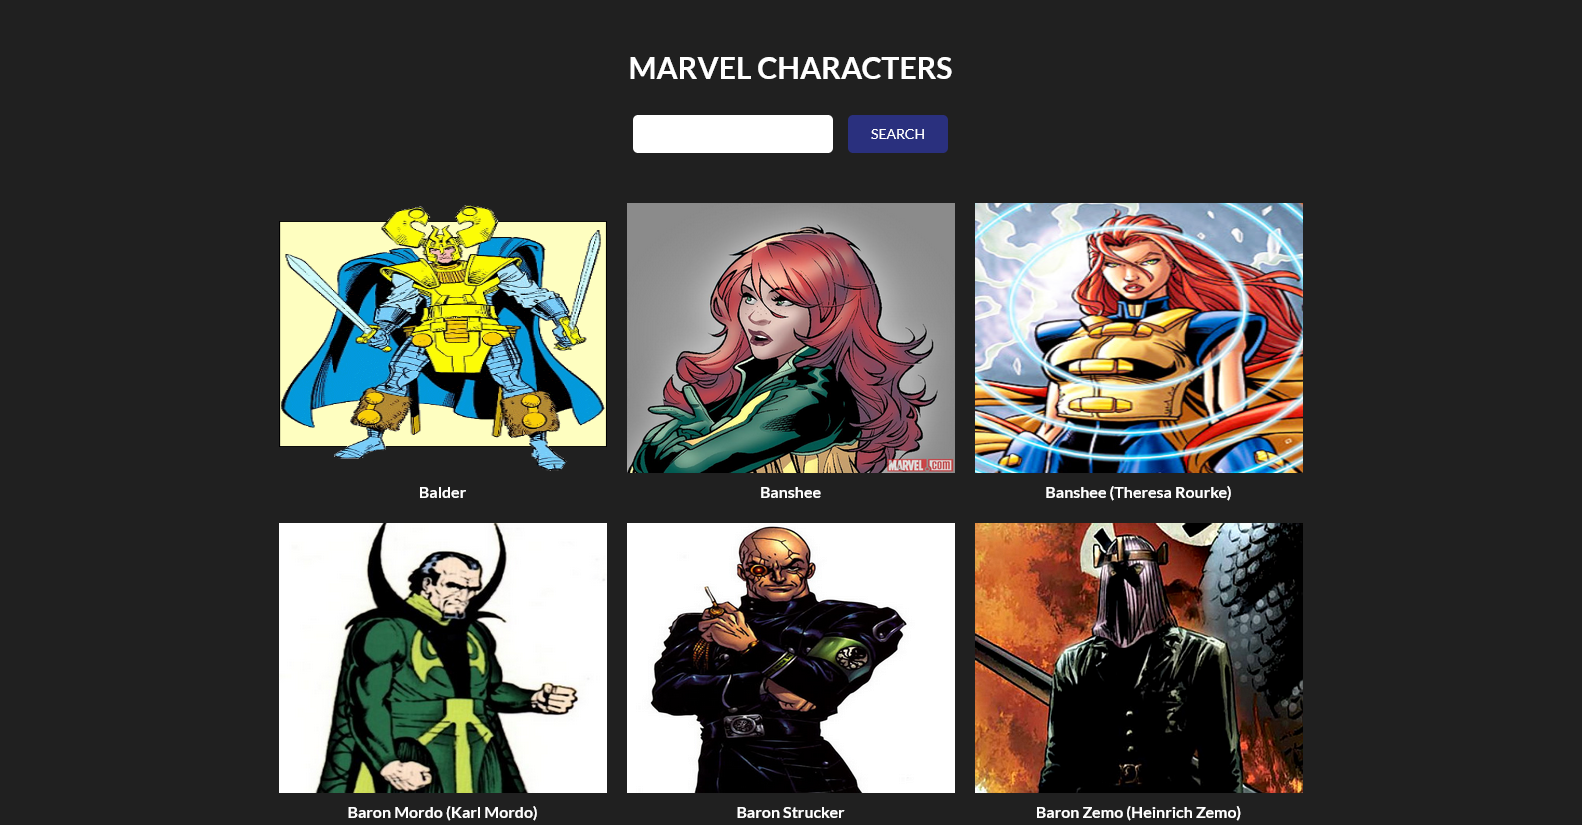 MARVEL CHARACTERS
SEARCH
MARVEL.com
Balder
Banshee
Banshee (Theresa Rourke)
Baron Mordo (Karl Mordo)
Baron Strucker
Baron Zemo (Heinrich Zemo)